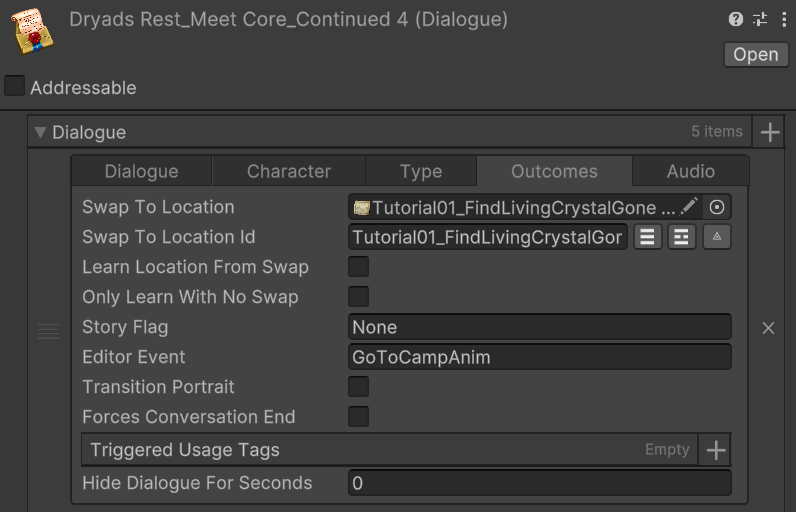 Dryads Rest_Meet Core_Continued 4 (Dialogue)
Open
Addressable
Dialogue 5 items
Dialogue Character Type Outcomes Audio
Swap To Location Tutorial01_FindLivingCrystalGone ...
Swap To Location Id Tutorial01_FindLivingCrystalGor
Learn Location From Swap
Only Learn With No Swap
Story Flag None
Editor Event GoToCampAnim
Transition Portrait
Forces Conversation End
Triggered Usage Tags Empty
Hide Dialogue For Seconds 0